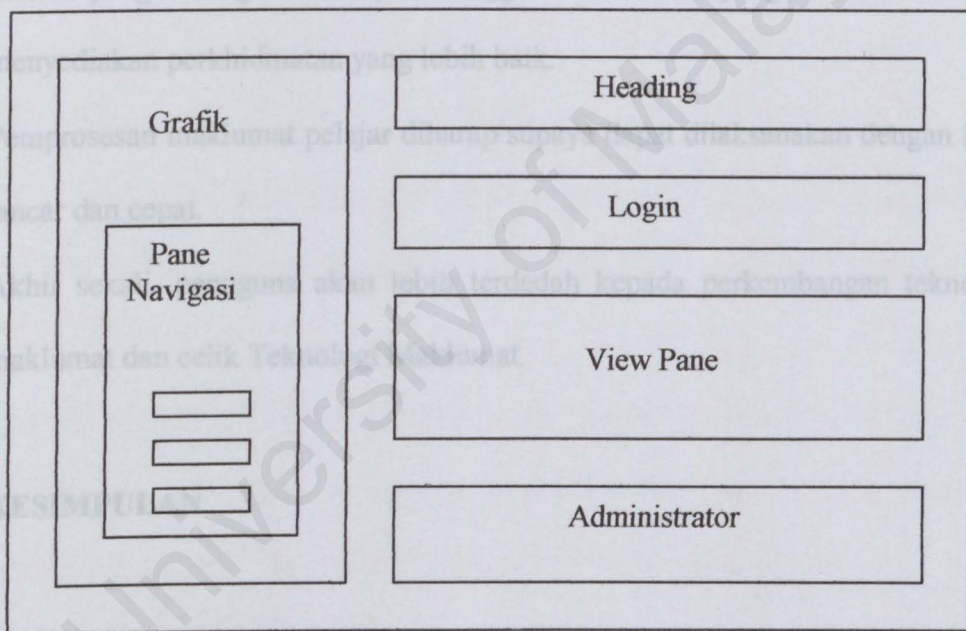 menyediakan perkhidmatan yang lebih baik.
Heading
Grafik
Pemprosesan maklumat pelajar diharap supaya dapat dilaksanakan dengan
Login
lancar dan cepat.
Pane
Navigasi
Akhir sekali, pengguna akan lebih terdedah kepada perkembangan
View Pane
maklumat dan celik Teknologi Maklumat.
KESIMPULAN
Administrator
University of